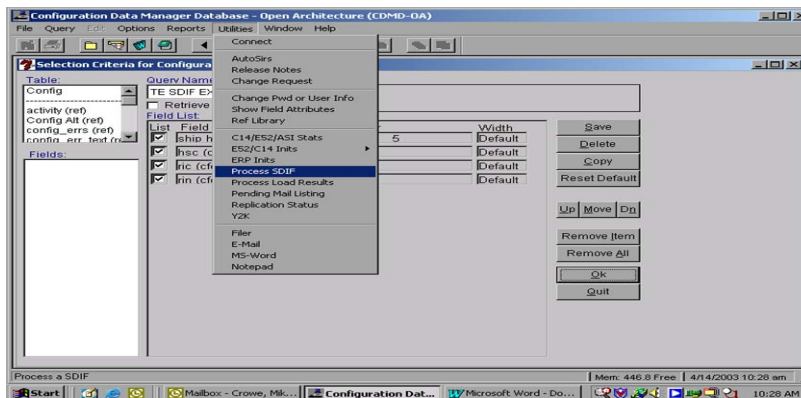 Configuration Data Manager Database - Open Architecture (CDMD-OA)
File Query Edit Options Reports Utilities Window Help
Selection Criteria for Configura
Table:
Config
activity (ref)
Config Alt (ref)
config_errs (ref)
Query Name
TE SDIF EX
Retrieve
Field List:
List Field
Width
ship h
5
Default
hsc (c
Default
ric (cf
Default
rin (cf
Default
Fields:
Connect
AutoSirs
Release Notes
Change Request
Change Pwd or User Info
Show Field Attributes
Ref Library
C14/E52/ASI Stats
E52/C14 Inits
ERP Inits
Process SDIF
Process Load Results
Pending Mail Listing
Replication Status
Y2K
Filer
E-Mail
MS-Word
Notepad
Save
Delete
Copy
Reset Default
Up Move Dn
Remove Item
Remove All
Ok
Quit
Process a SDIF
Mem: 446.8 Free 4/14/2003 10:28 am
Start
Mailbox - Crowe, Mik...
Configuration Dat...
Microsoft Word - Do...
10:28 AM